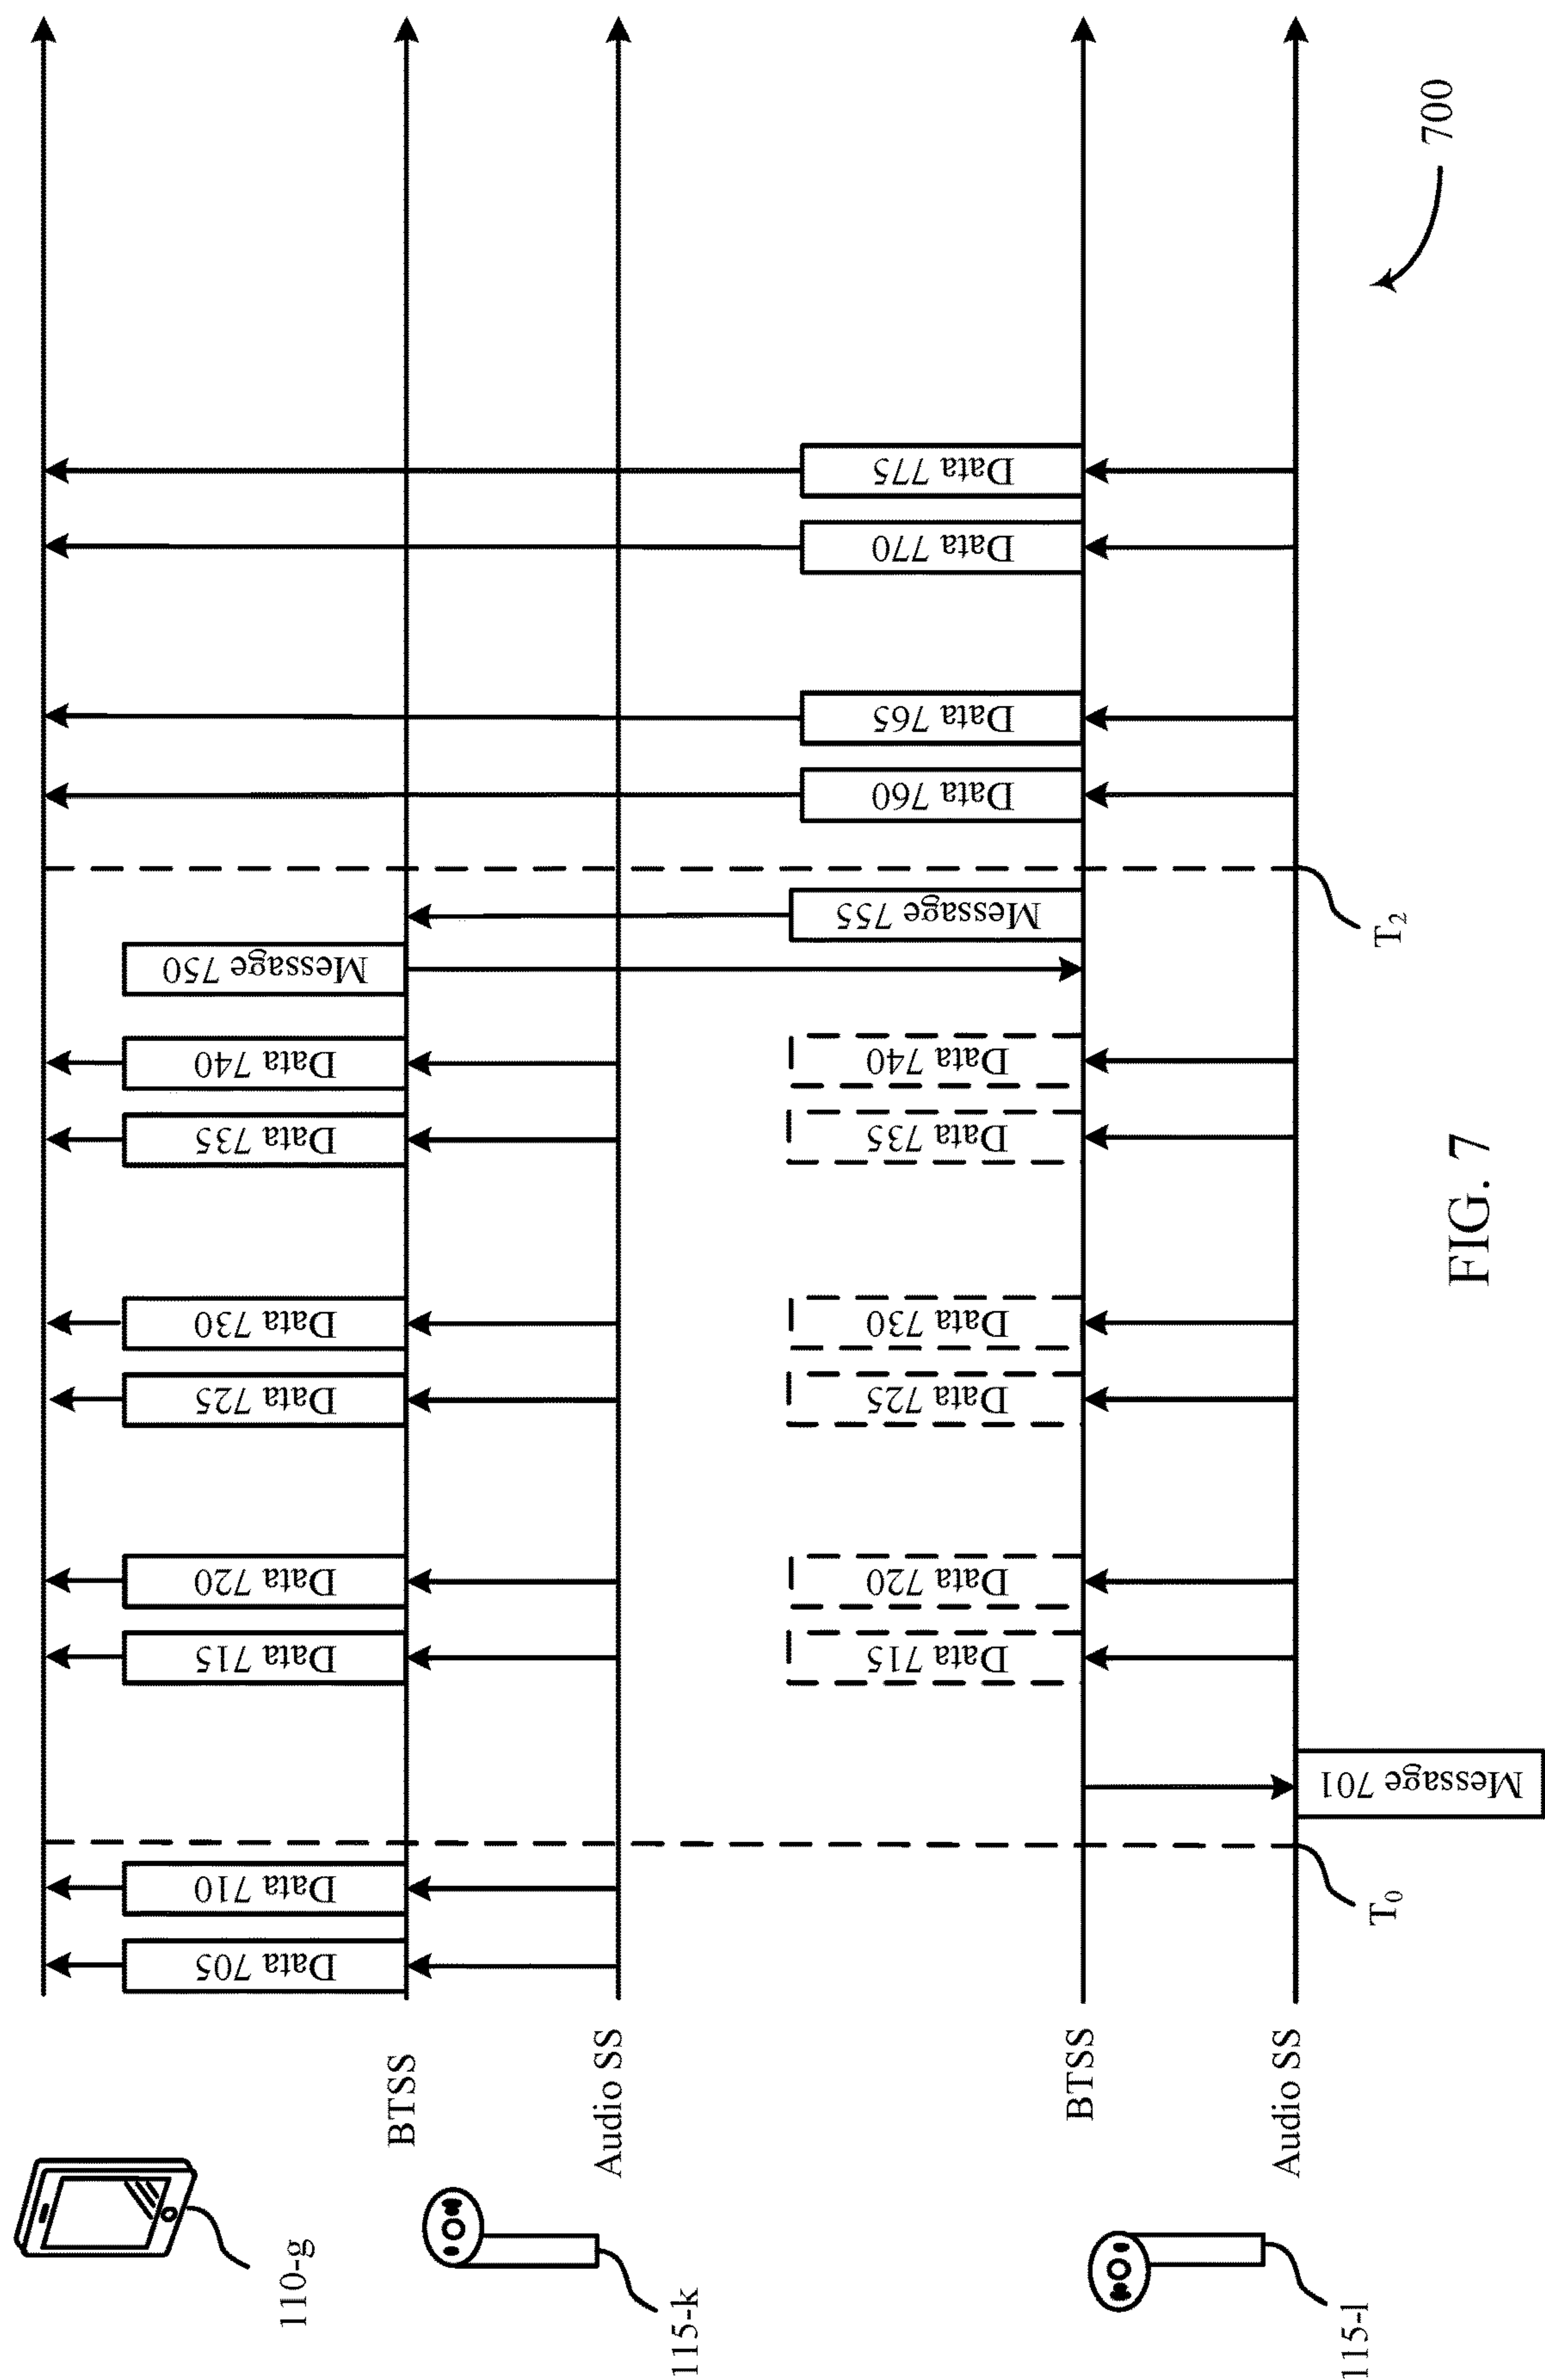 110-g
BTSS
115-k
Audio SS
BTSS
115-l
Audio SS
Data 705
Data 710
Data 715
Data 720
Data 725
Data 730
Data 735
Data 740
Message 750
Data 715
Data 720
Data 725
Data 730
Data 735
Data 740
Message 755
Data 760
Data 765
Data 770
Data 775
Message 701
T0
T2
700
FIG. 7